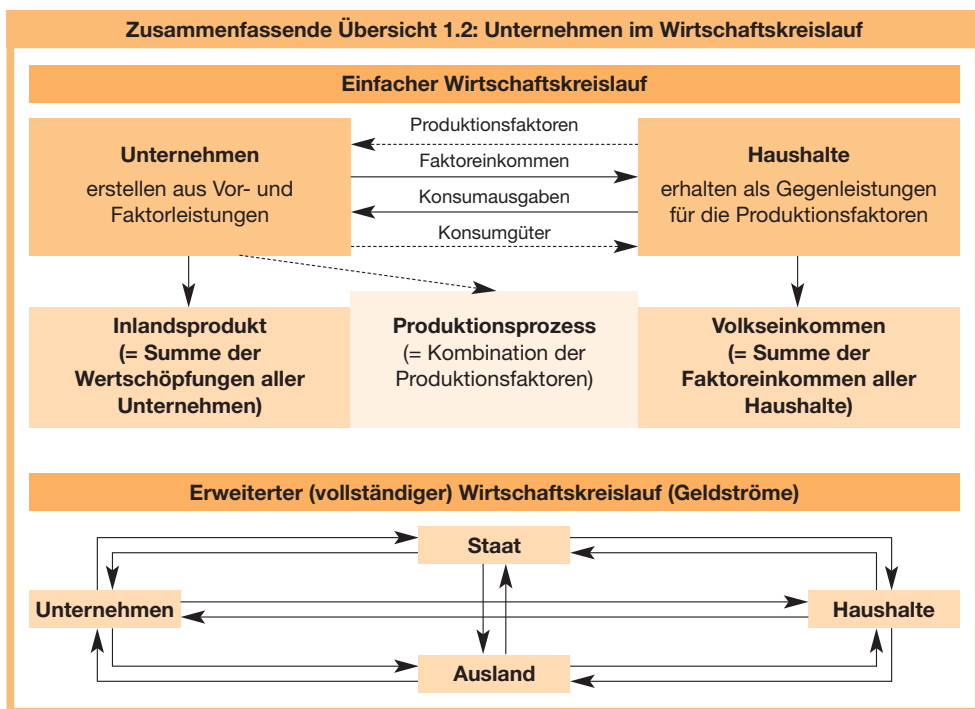 Zusammenfassende Übersicht 1.2: Unternehmen im Wirtschaftskreislauf
Einfacher Wirtschaftskreislauf
Unternehmen
erstellen aus Vor- und
Faktorleistungen
Produktionsfaktoren
Faktoreinkommen
Konsumausgaben
Konsumgüter
Haushalte
erhalten als Gegenleistungen
für die Produktionsfaktoren
Inlandsprodukt
(= Summe der
Wertschöpfungen aller
Unternehmen)
Produktionsprozess
(= Kombination der
Produktionsfaktoren)
Volkseinkommen
(= Summe der
Faktoreinkommen aller
Haushalte)
Erweiterter (vollständiger) Wirtschaftskreislauf (Geldströme)
Staat
Unternehmen
Haushalte
Ausland